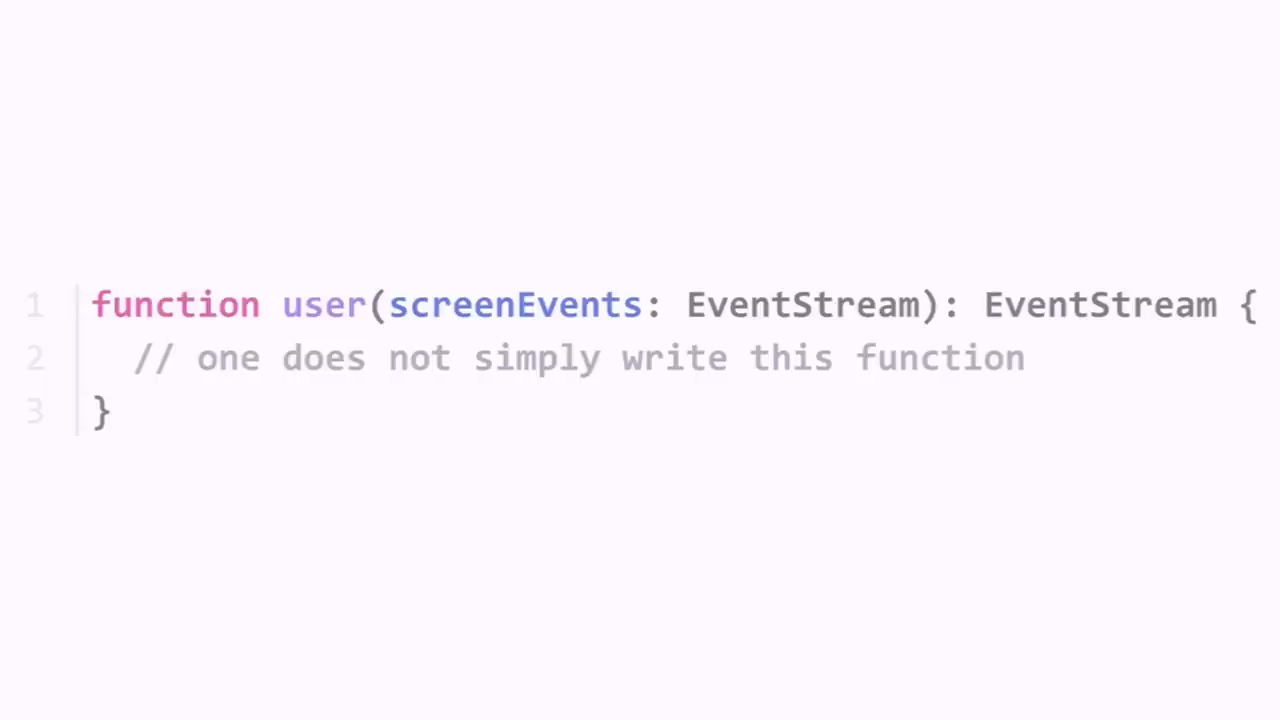 1 function user(screenEvents: EventStream): EventStream {
2 // one does not simply write this function
3 }